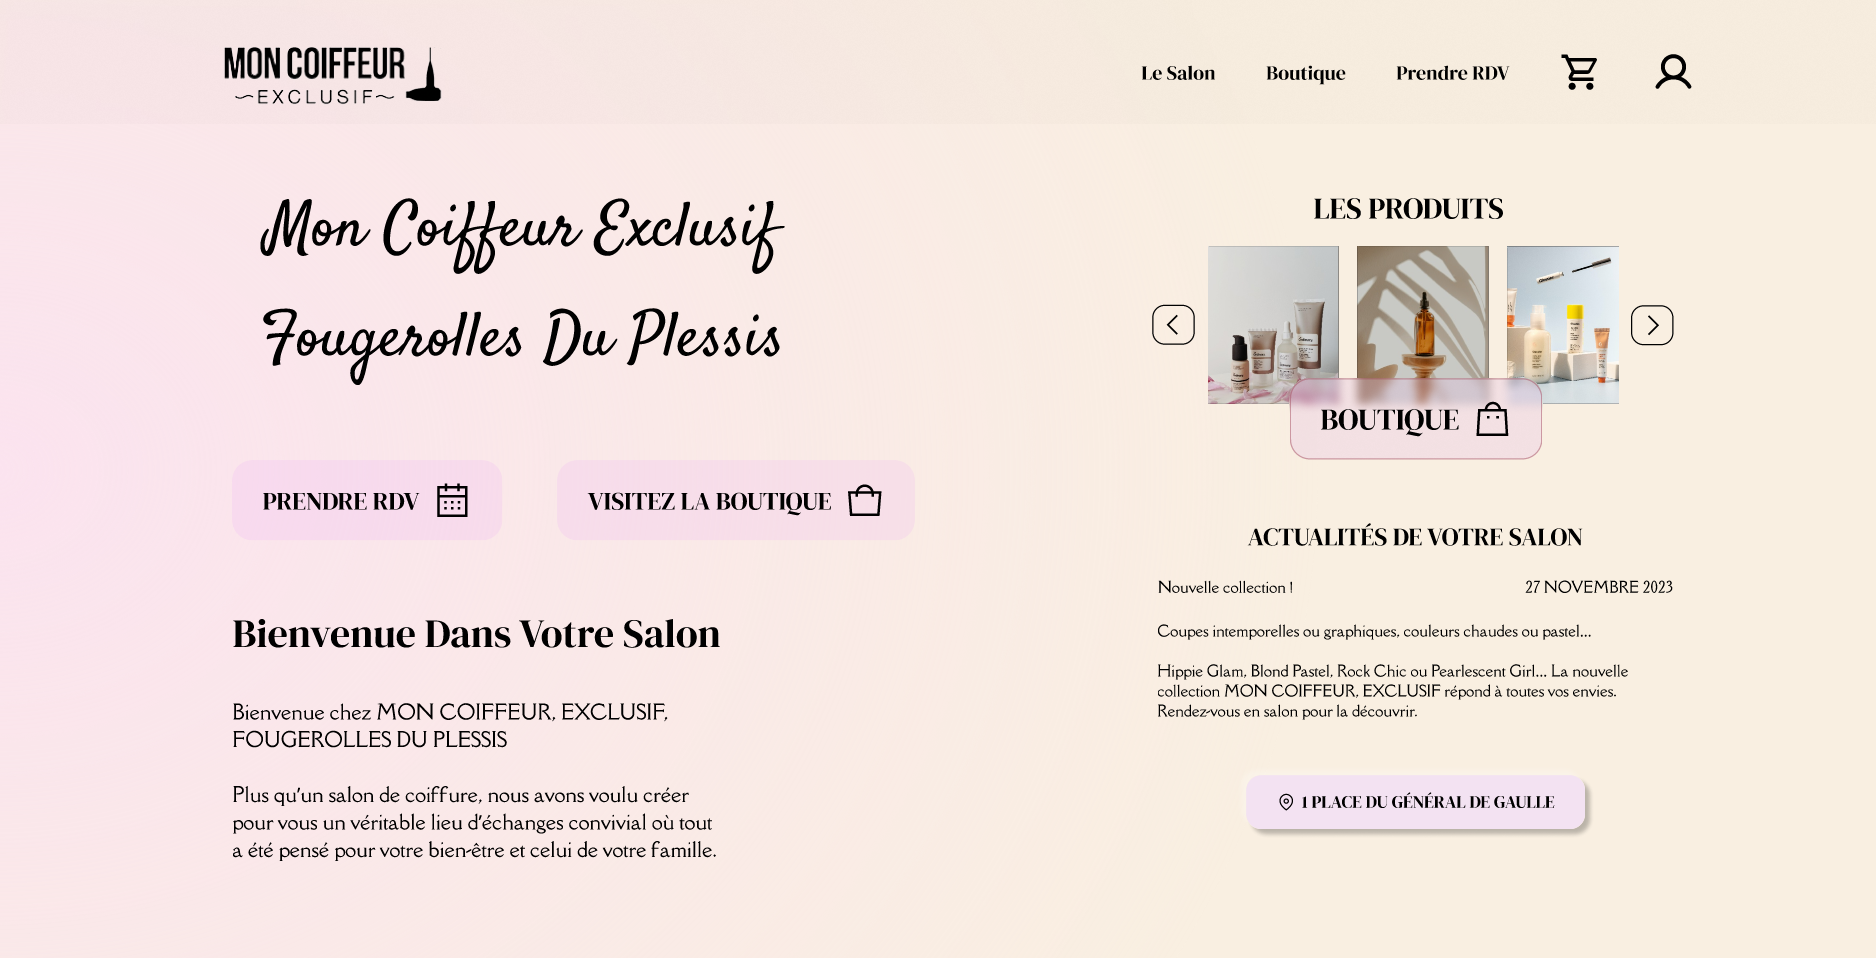 MON COIFFEUR
~EXCLUSIF~
Le Salon
Boutique
Prendre RDV
Mon Coiffeur Exclusif
Fougerolles Du Plessis
PRENDRE RDV
VISITEZ LA BOUTIQUE
Bienvenue Dans Votre Salon
Bienvenue chez MON COIFFEUR, EXCLUSIF,
FOUGEROLLES DU PLESSIS
Plus qu'un salon de coiffure, nous avons voulu créer
pour vous un véritable lieu d'échanges convivial où tout
a été pensé pour votre bien-être et celui de votre famille.
LES PRODUITS
BOUTIQUE
ACTUALITÉS DE VOTRE SALON
Nouvelle collection !
27 NOVEMBRE 2023
Coupes intemporelles ou graphiques, couleurs chaudes ou pastel...
Hippie Glam, Blond Pastel, Rock Chic ou Pearlescent Girl... La nouvelle
collection MON COIFFEUR, EXCLUSIF répond à toutes vos envies.
Rendez-vous en salon pour la découvrir.
1 PLACE DU GÉNÉRAL DE GAULLE